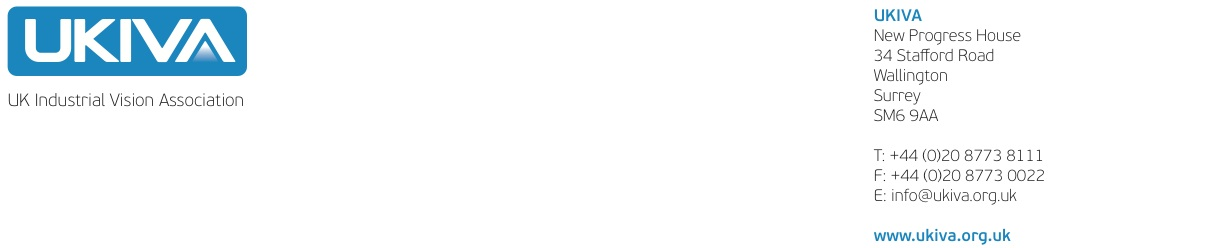 UKIVA
UK Industrial Vision Association
UKIVA
New Progress House
34 Stafford Road
Wallington
Surrey
SM6 9AA
T: +44 (0)20 8773 8111
F: +44 (0)20 8773 0022
E: info@ukiva.org.uk
www.ukiva.org.uk